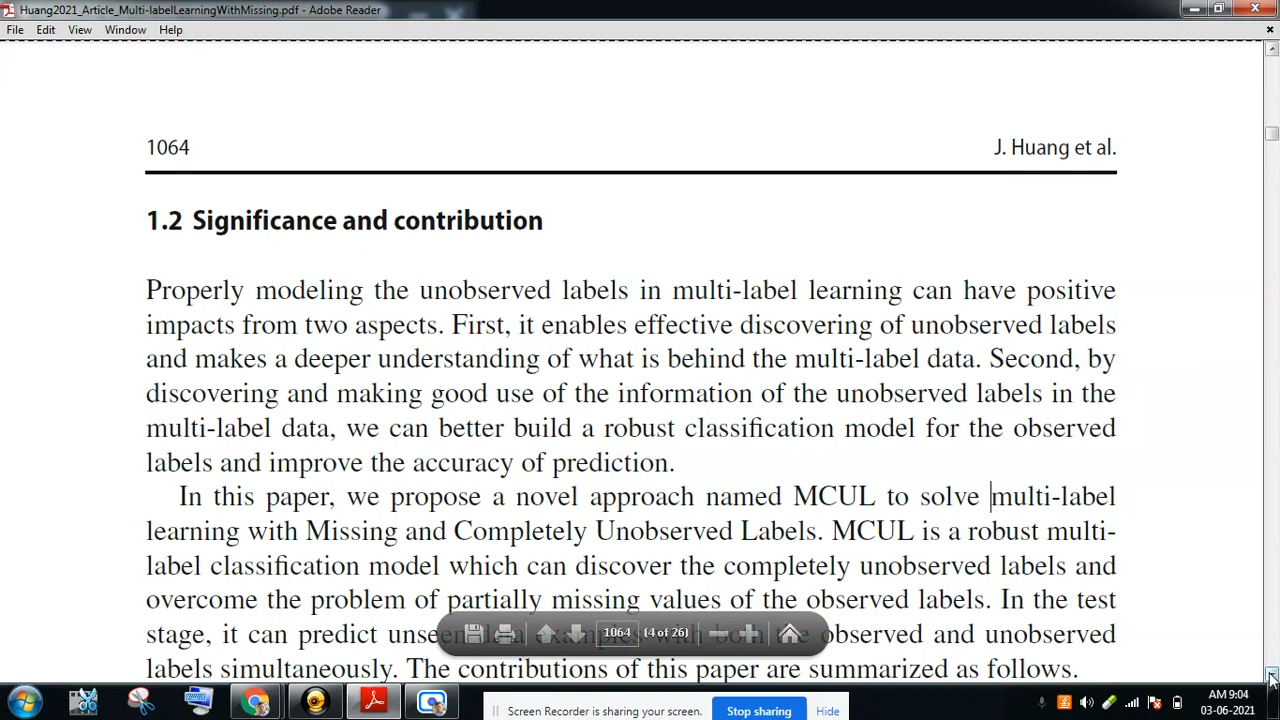 Huang2021_Article_Multi-labelLearningWithMissing.pdf - Adobe Reader
File Edit View Window Help
1064 J. Huang et al.
1.2 Significance and contribution
Properly modeling the unobserved labels in multi-label learning can have positive
impacts from two aspects. First, it enables effective discovering of unobserved labels
and makes a deeper understanding of what is behind the multi-label data. Second, by
discovering and making good use of the information of the unobserved labels in the
multi-label data, we can better build a robust classification model for the observed
labels and improve the accuracy of prediction.
In this paper, we propose a novel approach named MCUL to solve multi-label
learning with Missing and Completely Unobserved Labels. MCUL is a robust multi-
label classification model which can discover the completely unobserved labels and
overcome the problem of partially missing values of the observed labels. In the test
stage, it can predict unseen data examples with both the observed and unobserved
labels simultaneously. The contributions of this paper are summarized as follows.
1064 (4 of 26)
AM 9:04
Screen Recorder is sharing your screen. Stop sharing Hide
03-06-2021